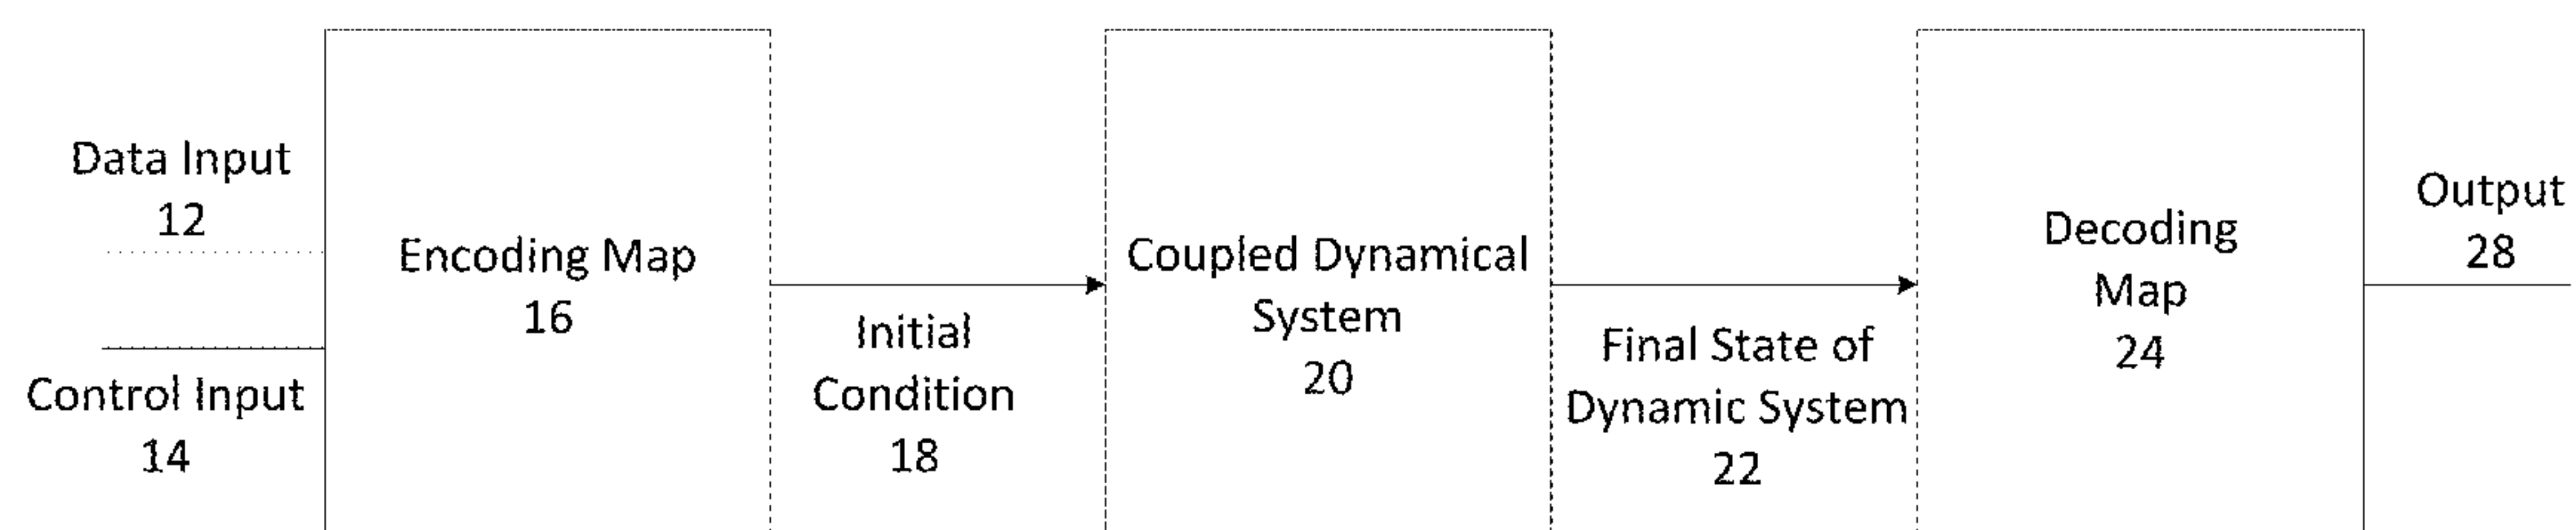 Data Input
12
Control Input
14
Encoding Map
16
Initial
Condition
18
Coupled Dynamical
System
20
Final State of
Dynamic System
22
Decoding
Map
24
Output
28